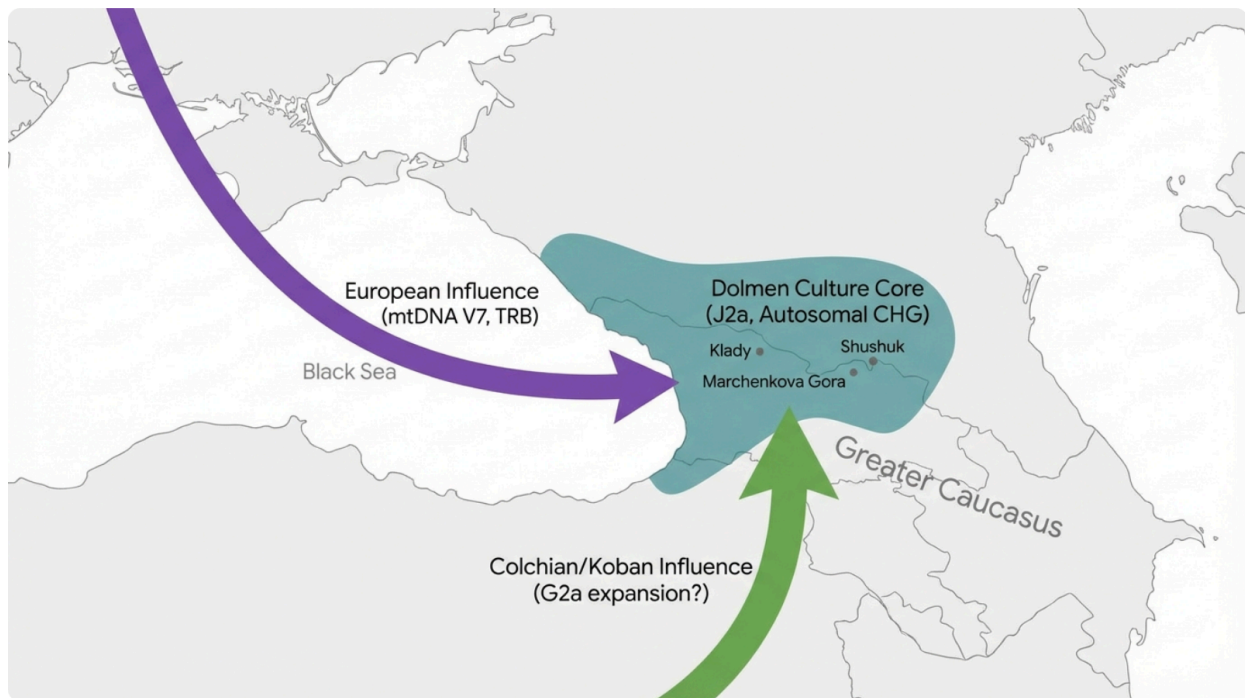 European Influence
(mtDNA V7, TRB)
Black Sea
Dolmen Culture Core
(J2a, Autosomal CHG)
Klady
Shushuk
Marchenkova Gora
Greater Caucasus
Colchian/Koban Influence
(G2a expansion?)